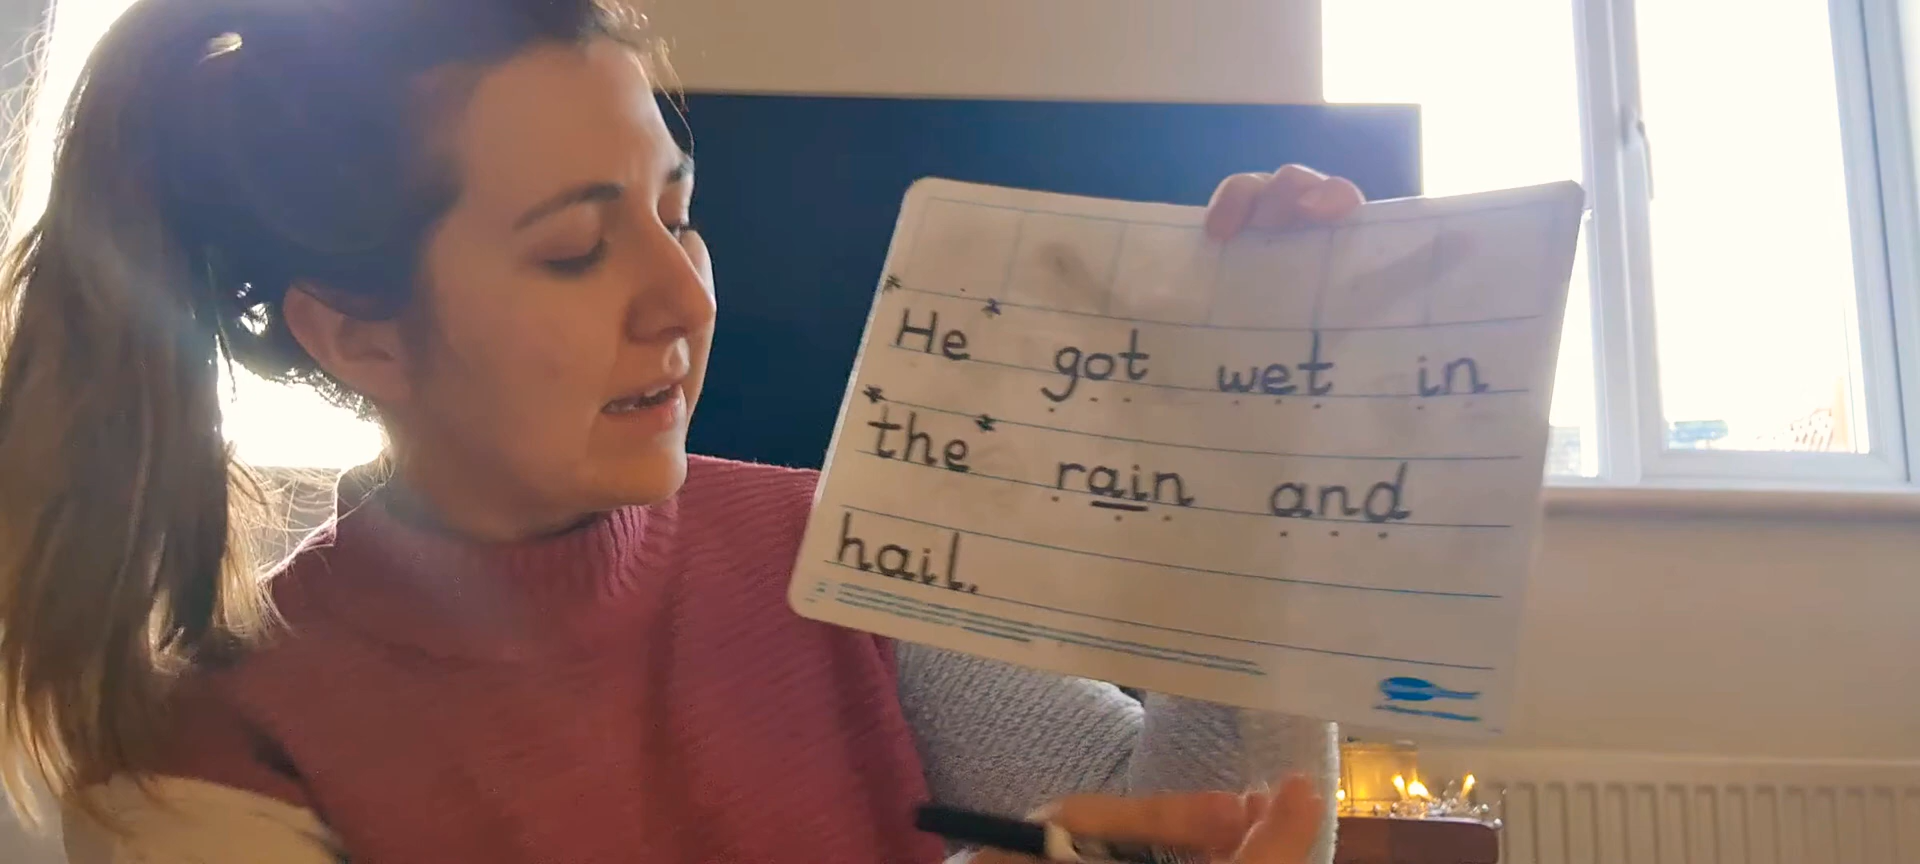 He got wet in
the rain and
hail.